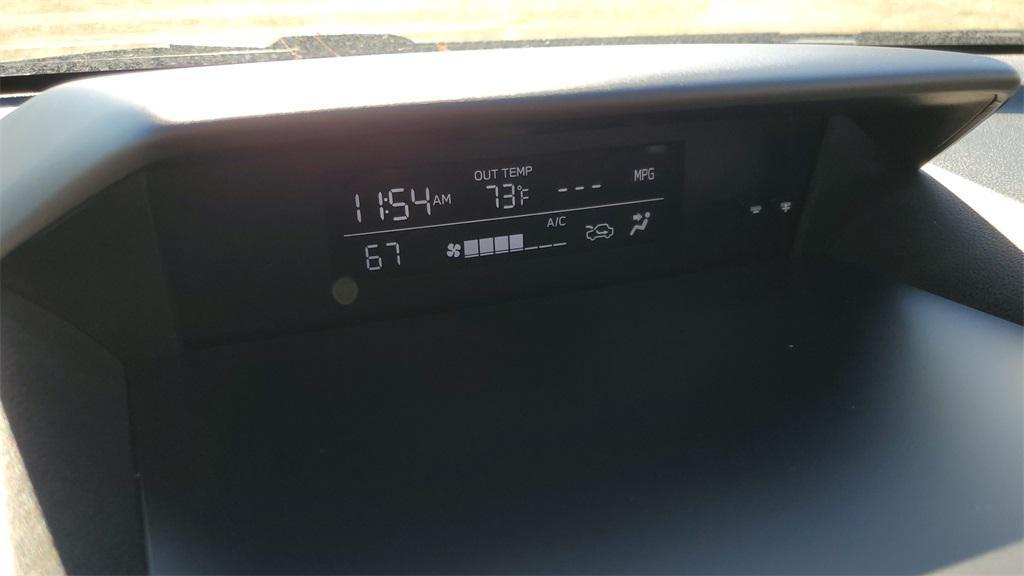 OUT TEMP
11:54AM 73°F --- MPG
A/C
67